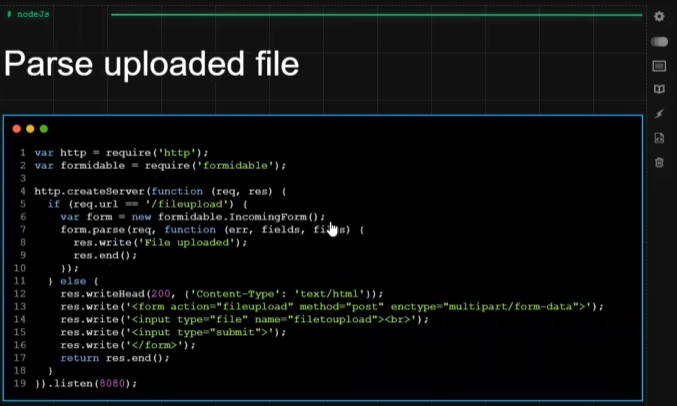 # nodeJs
Parse uploaded file
1 var http = require('http');
2 var formidable = require('formidable');
3
4 http.createServer(function (req, res) {
5 if (req.url == '/fileupload') {
6 var form = new formidable.IncomingForm();
7 form.parse(req, function (err, fields, files) {
8 res.write('File uploaded');
9 res.end();
10 });
11 } else {
12 res.writeHead(200, {'Content-Type': 'text/html'});
13 res.write('<form action="fileupload" method="post" enctype="multipart/form-data">');
14 res.write('<input type="file" name="filetoupload"><br>');
15 res.write('<input type="submit">');
16 res.write('</form>');
17 return res.end();
18 }
19 }).listen(8080);